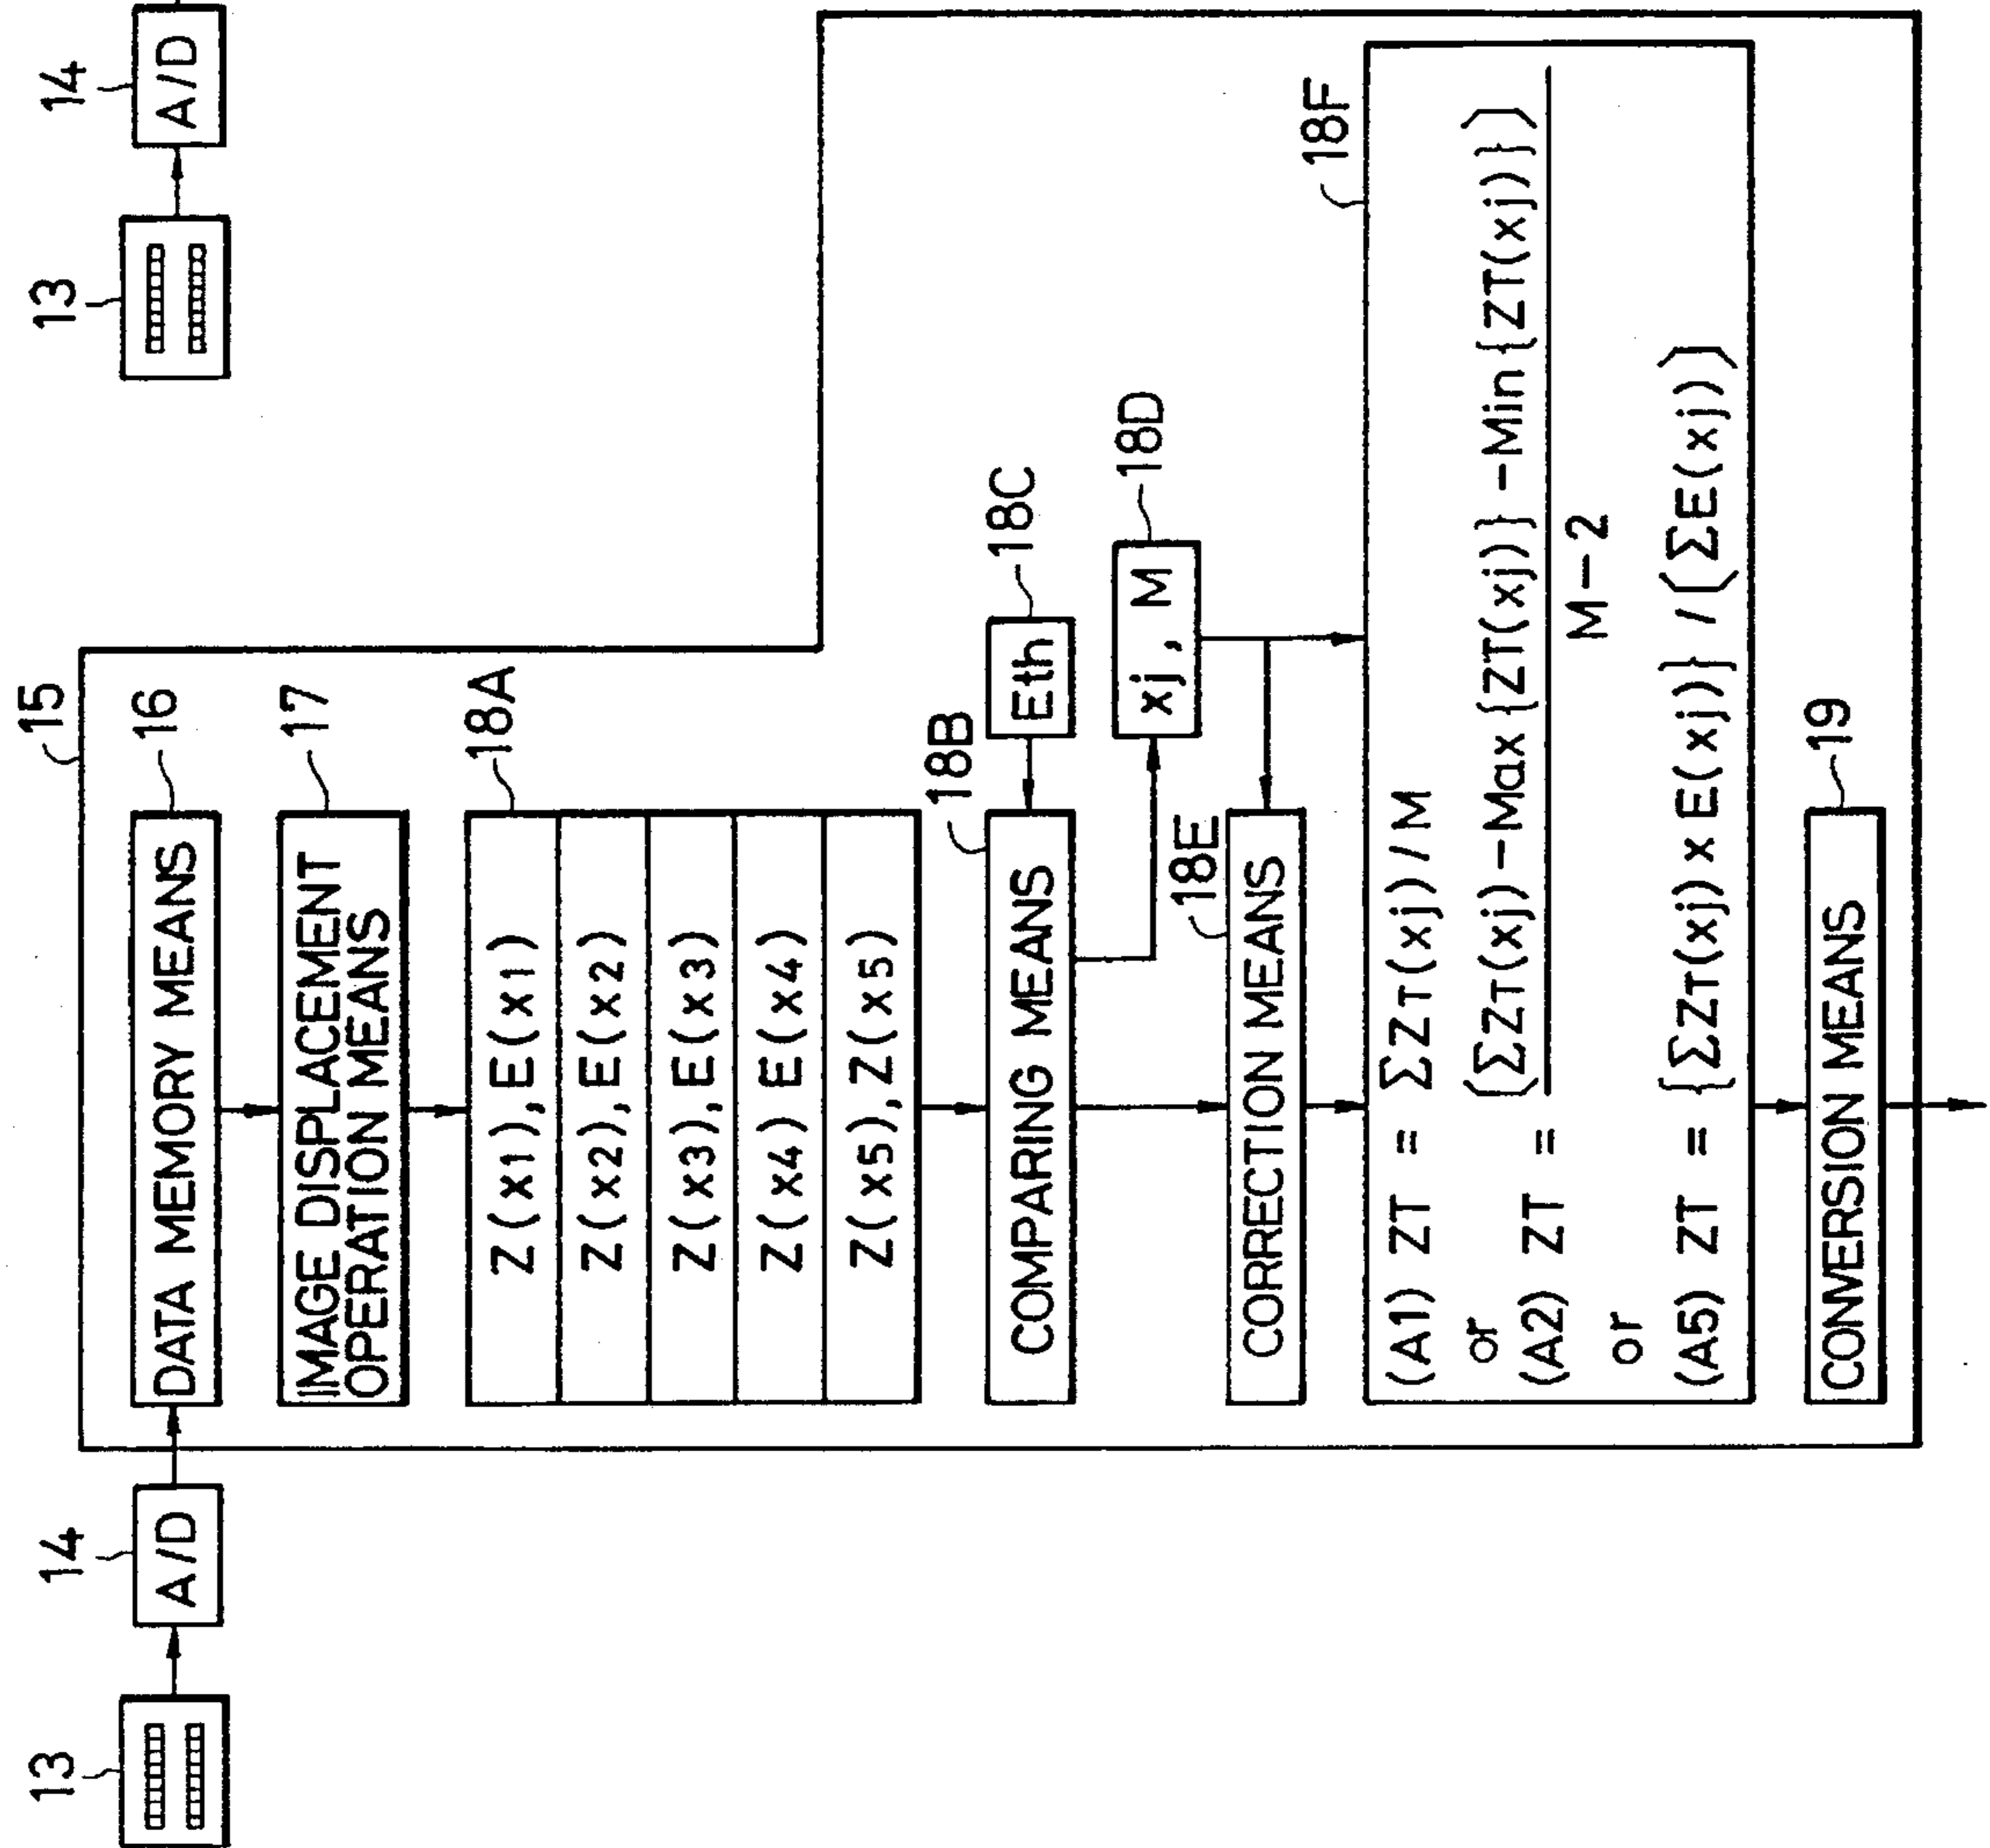 13
14
A/D
15
DATA MEMORY MEANS
16
IMAGE DISPLACEMENT
OPERATION MEANS
17
18A
Z(x1),E(x1)
Z(x2),E(x2)
Z(x3),E(x3)
Z(x4) E(x4)
Z(x5),Z(x5)
COMPARING MEANS
18B
Eth
18C
xj, M
18D
CORRECTION MEANS
18E
18F
(A1) ZT = ΣZT(xj)/M
or
(A2) ZT = (ΣZT(xj)-Max{ZT(xj)}-Min{ZT(xj)})
M-2
or
(A5) ZT = {ΣZT(xj)xE(xj)}/(ΣE(xj))
CONVERSION MEANS
19
13
14
A/D